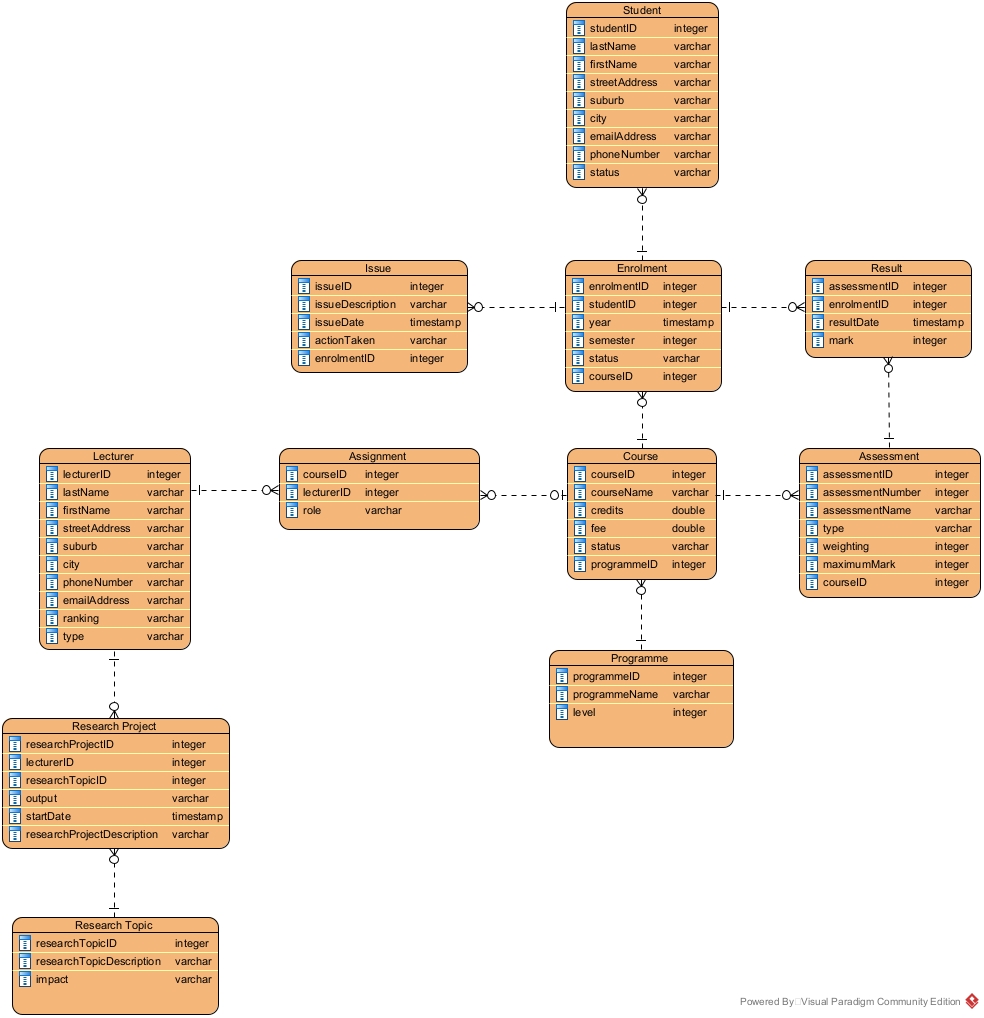 Student
studentID integer
lastName varchar
firstName varchar
streetAddress varchar
suburb varchar
city varchar
emailAddress varchar
phoneNumber varchar
status varchar
Issue
issueID integer
issueDescription varchar
issueDate timestamp
actionTaken varchar
enrolmentID integer
Enrolment
enrolmentID integer
studentID integer
year timestamp
semester integer
status varchar
courseID integer
Result
assessmentID integer
enrolmentID integer
resultDate timestamp
mark integer
Lecturer
lecturerID integer
lastName varchar
firstName varchar
streetAddress varchar
suburb varchar
city varchar
phoneNumber varchar
emailAddress varchar
ranking varchar
type varchar
Assignment
courseID integer
lecturerID integer
role varchar
Course
courseID integer
courseName varchar
credits double
fee double
status varchar
programmeID integer
Assessment
assessmentID integer
assessmentNumber integer
assessmentName varchar
type varchar
weighting integer
maximumMark integer
courseID integer
Programme
programmeID integer
programmeName varchar
level integer
Research Project
researchProjectID integer
lecturerID integer
researchTopicID integer
output varchar
startDate timestamp
researchProjectDescription varchar
Research Topic
researchTopicID integer
researchTopicDescription varchar
impact varchar
Powered By Visual Paradigm Community Edition